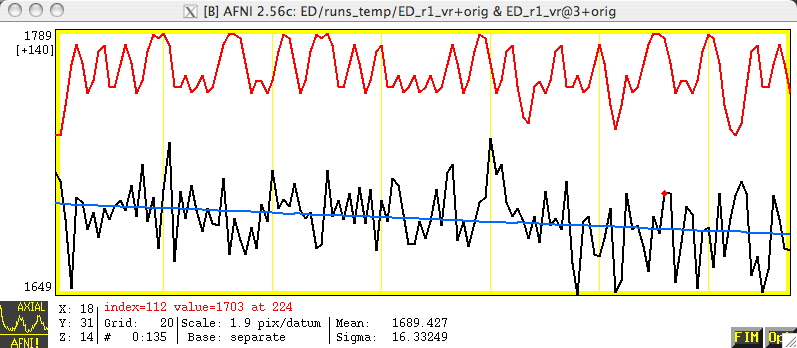 [B] AFNI 2.56c: ED/runs_temp/ED_r1_vr+orig & ED_r1_vr@3+orig
1789
[+140]
1649
AXIAL
AFNI!
X: 18 index=112 value=1703 at 224
Y: 31 Grid: 20 Scale: 1.9 pix/datum Mean: 1689.427
Z: 14 # 0:135 Base: separate Sigma: 16.33249
FIM